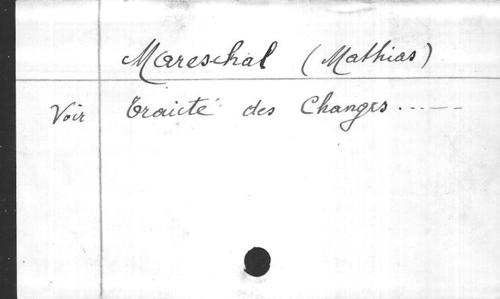 Mareschal (Mathias)
Voir Traicté des Changes .....